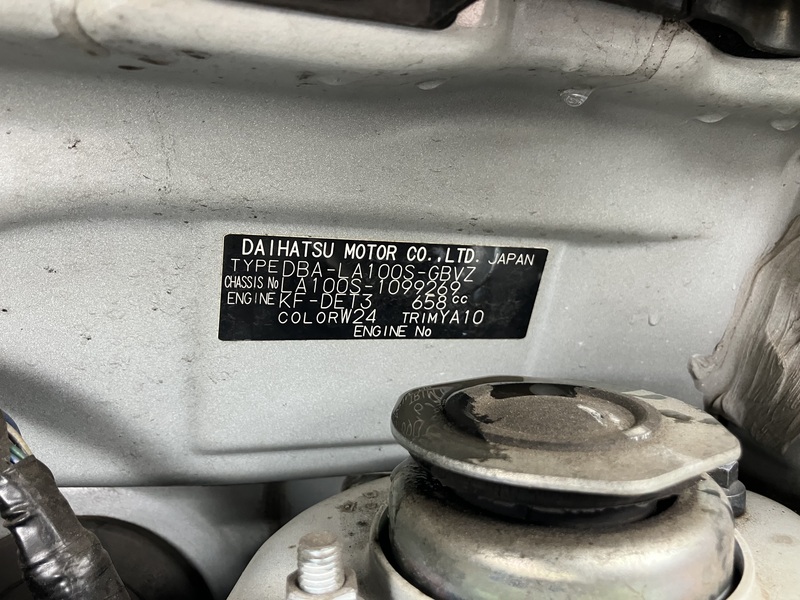 DAIHATSU MOTOR CO.,LTD. JAPAN
TYPE DBA-LA100S-GBVZ
CHASSIS No LA100S-1099269
ENGINE KF-DET3 658cc
COLOR W24 TRIM YA10
ENGINE No